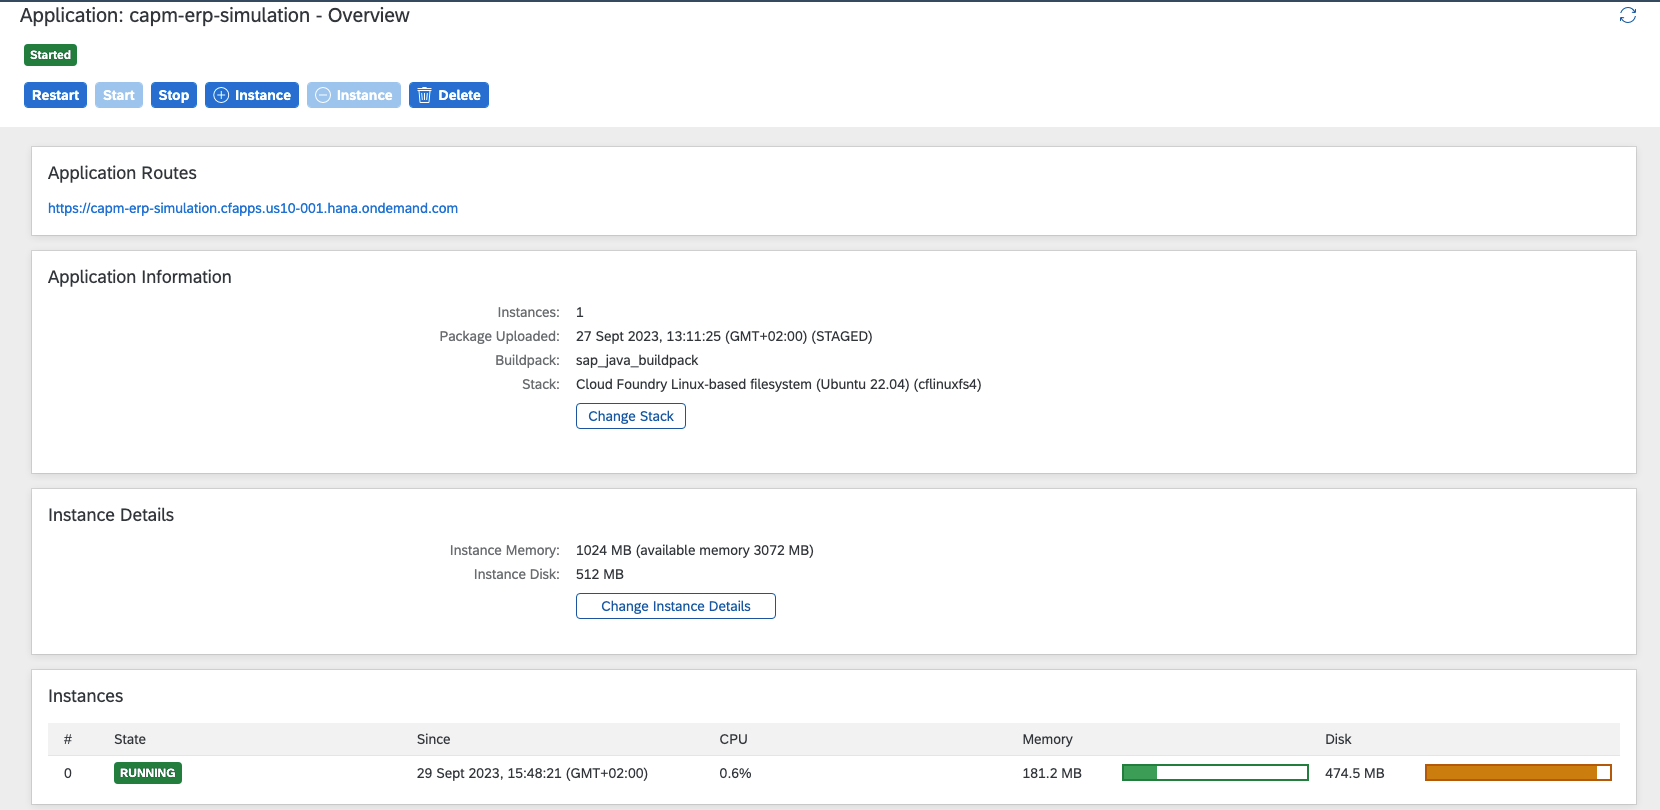 Application: capm-erp-simulation - Overview
Started
Restart Start Stop Instance Instance Delete
Application Routes
https://capm-erp-simulation.cfapps.us10-001.hana.ondemand.com
Application Information
Instances: 1
Package Uploaded: 27 Sept 2023, 13:11:25 (GMT+02:00) (STAGED)
Buildpack: sap_java_buildpack
Stack: Cloud Foundry Linux-based filesystem (Ubuntu 22.04) (cflinuxfs4)
Change Stack
Instance Details
Instance Memory: 1024 MB (available memory 3072 MB)
Instance Disk: 512 MB
Change Instance Details
Instances
# State Since CPU Memory Disk
0 RUNNING 29 Sept 2023, 15:48:21 (GMT+02:00) 0.6% 181.2 MB 474.5 MB